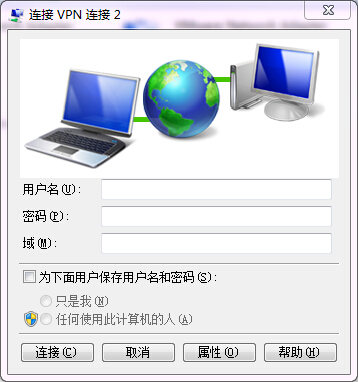 连接 VPN 连接 2
用户名(U):
密码(P):
域(M):
为下面用户保存用户名和密码(S):
只是我(N)
任何使用此计算机的人(A)
连接(C) 取消 属性(O) 帮助(H)